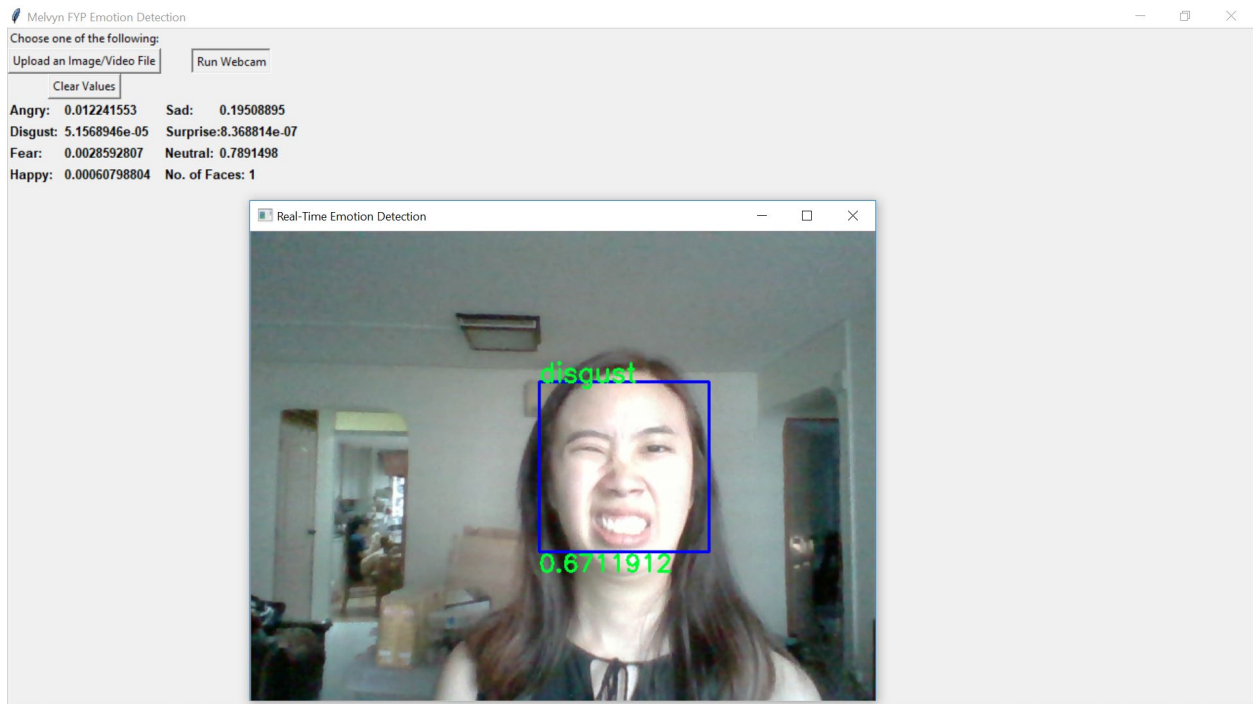 Melvyn FYP Emotion Detection
Choose one of the following:
Upload an Image/Video File Run Webcam
Clear Values
Angry: 0.012241553 Sad: 0.19508895
Disgust: 5.1568946e-05 Surprise:8.368814e-07
Fear: 0.0028592807 Neutral: 0.7891498
Happy: 0.00060798804 No. of Faces: 1
Real-Time Emotion Detection
disgust
0.6711912